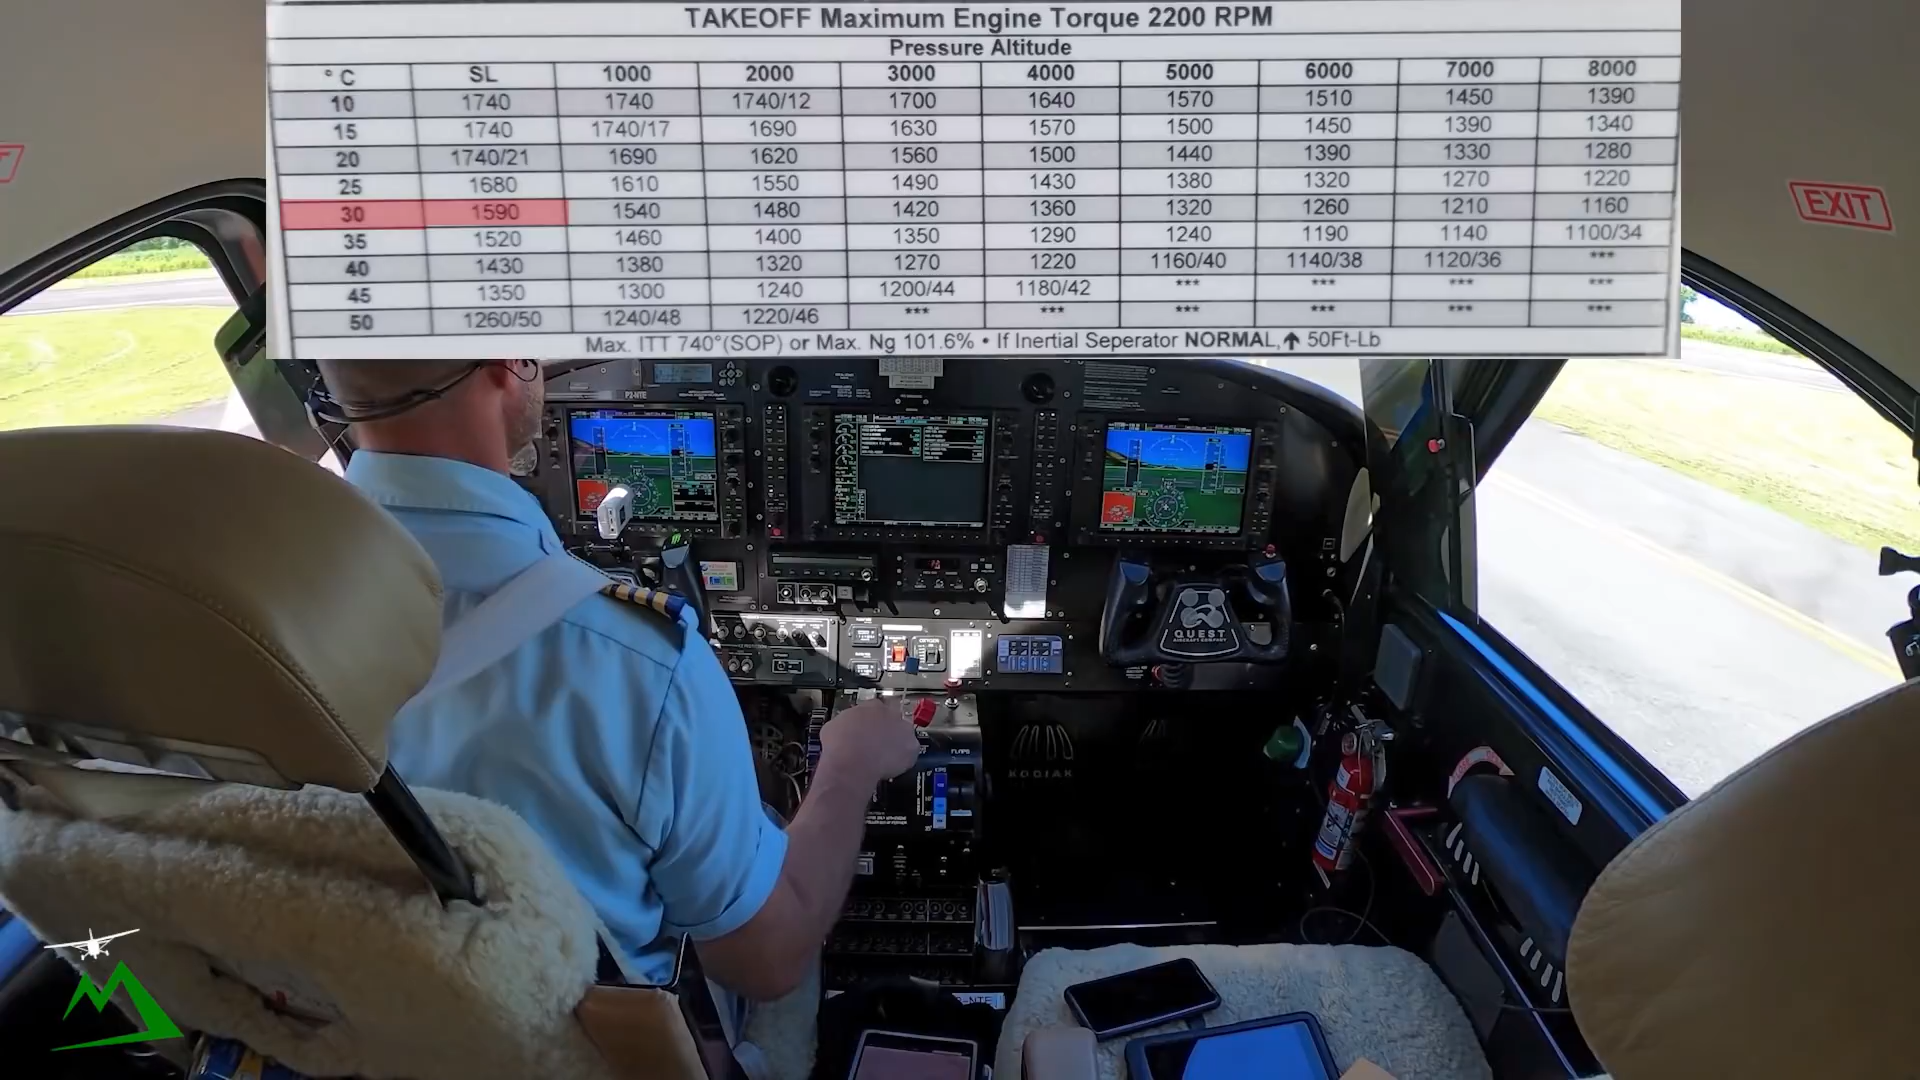 TAKEOFF Maximum Engine Torque 2200 RPM
Pressure Altitude
° C SL 1000 2000 3000 4000 5000 6000 7000 8000
10 1740 1740 1740/12 1700 1640 1570 1510 1450 1390
15 1740 1740/17 1690 1630 1570 1500 1450 1390 1340
20 1740/21 1690 1620 1560 1500 1440 1390 1330 1280
25 1680 1610 1550 1490 1430 1380 1320 1270 1220
30 1590 1540 1480 1420 1360 1320 1260 1210 1160
35 1520 1460 1400 1350 1290 1240 1190 1140 1100/34
40 1430 1380 1320 1270 1220 1160/40 1140/38 1120/36 ***
45 1350 1300 1240 1200/44 1180/42 *** *** *** ***
50 1260/50 1240/48 1220/46 *** *** *** *** *** ***
Max. ITT 740°(SOP) or Max. Ng 101.6% • If Inertial Seperator NORMAL,↑ 50Ft-Lb
EXIT
P2-NTE
QUEST
AIRCRAFT COMPANY
OXYGEN
FLAPS
KODIAK